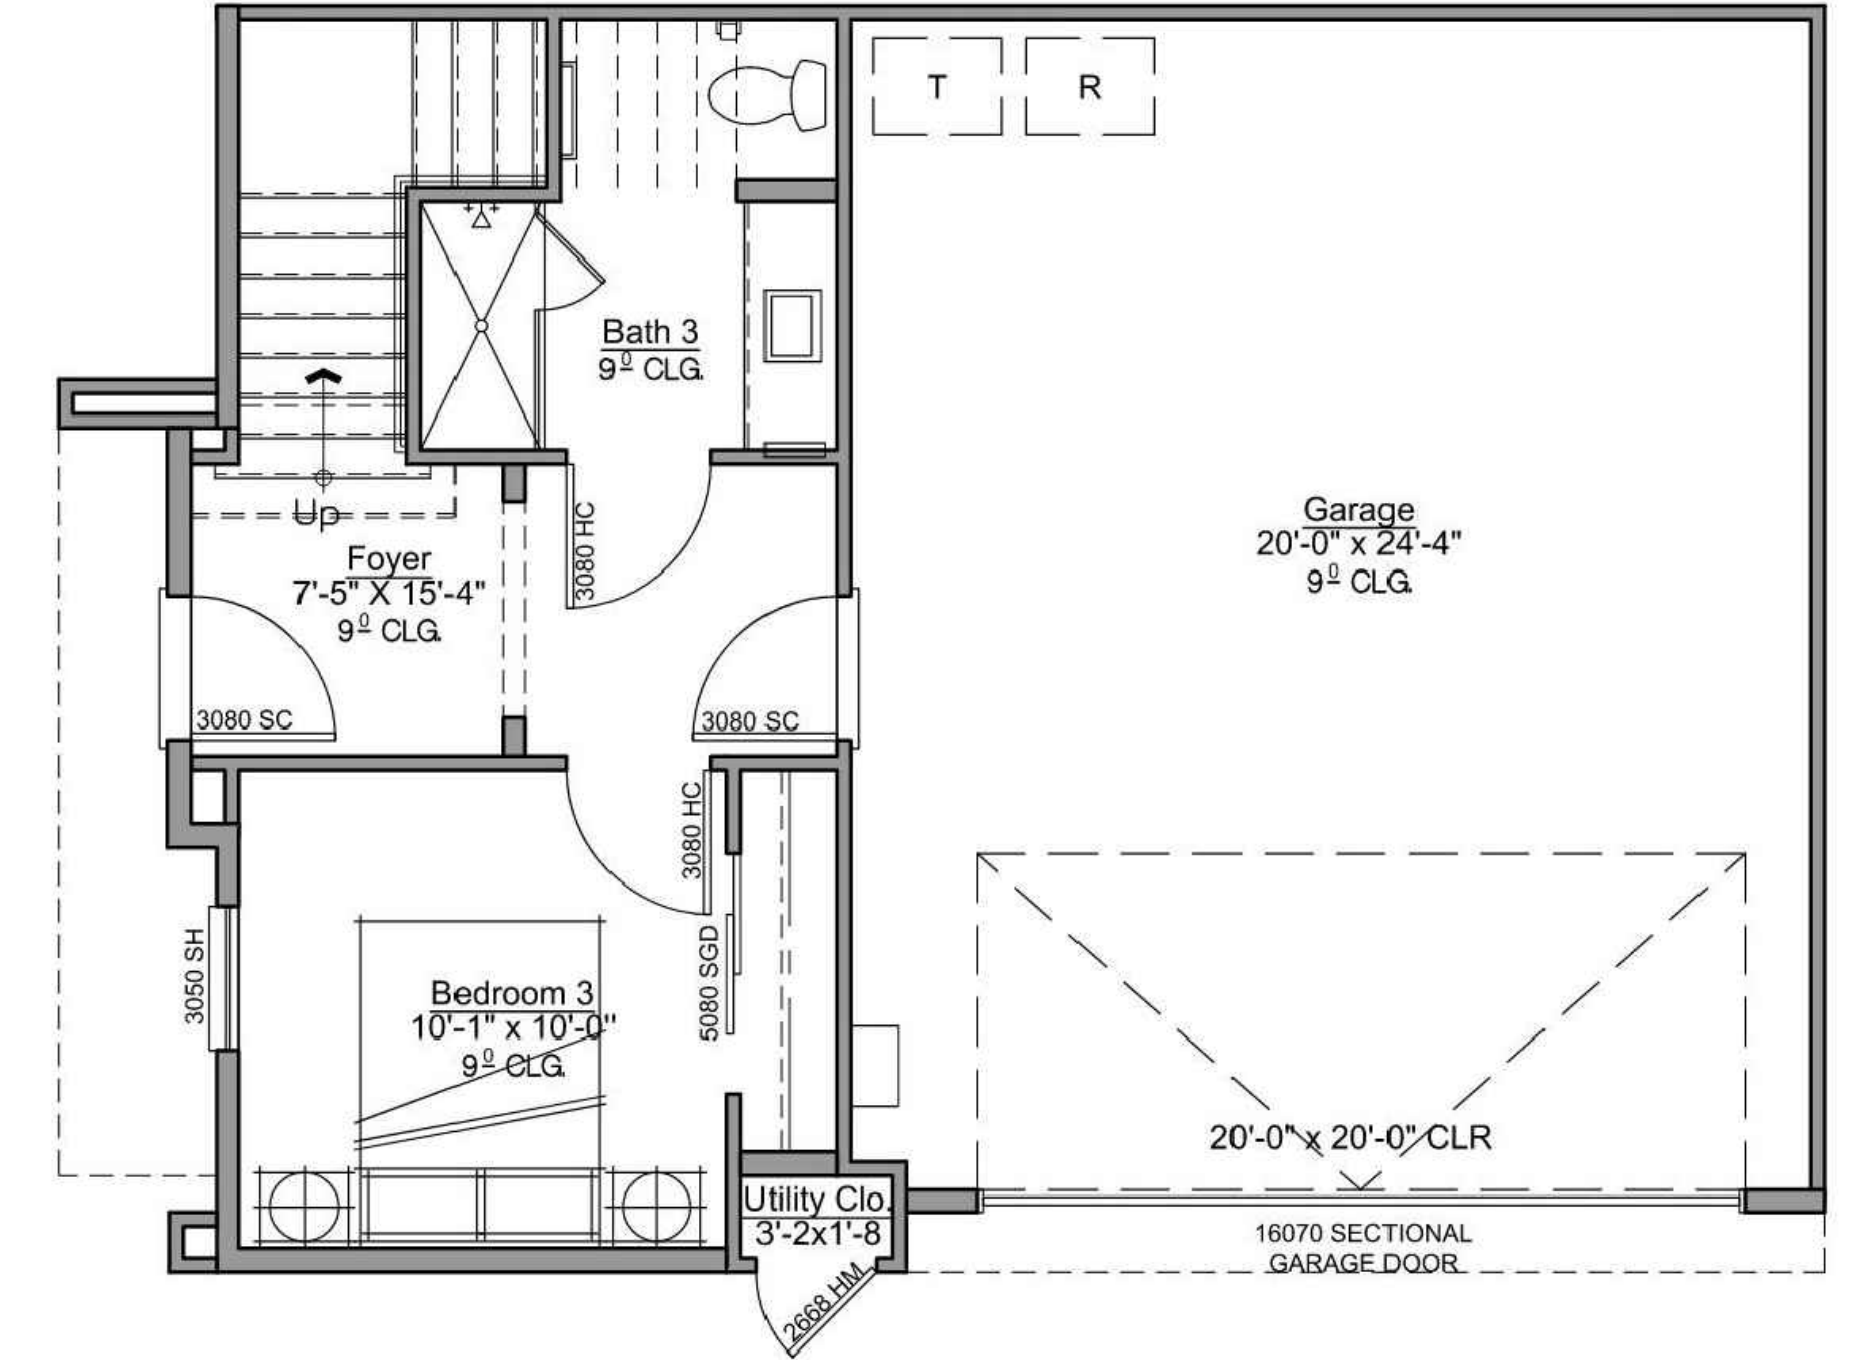 T
R
Bath 3
9⁰ CLG.
Garage
20'-0" x 24'-4"
9⁰ CLG.
Up
3080 HC
Foyer
7'-5" X 15'-4"
9⁰ CLG.
3080 SC
3080 SC
3080 HC
3050 SH
5080 SGD
Bedroom 3
10'-1" x 10'-0"
9⁰ CLG.
20'-0" x 20'-0" CLR
Utility Clo.
3'-2x1'-8
16070 SECTIONAL
GARAGE DOOR
2668 HM